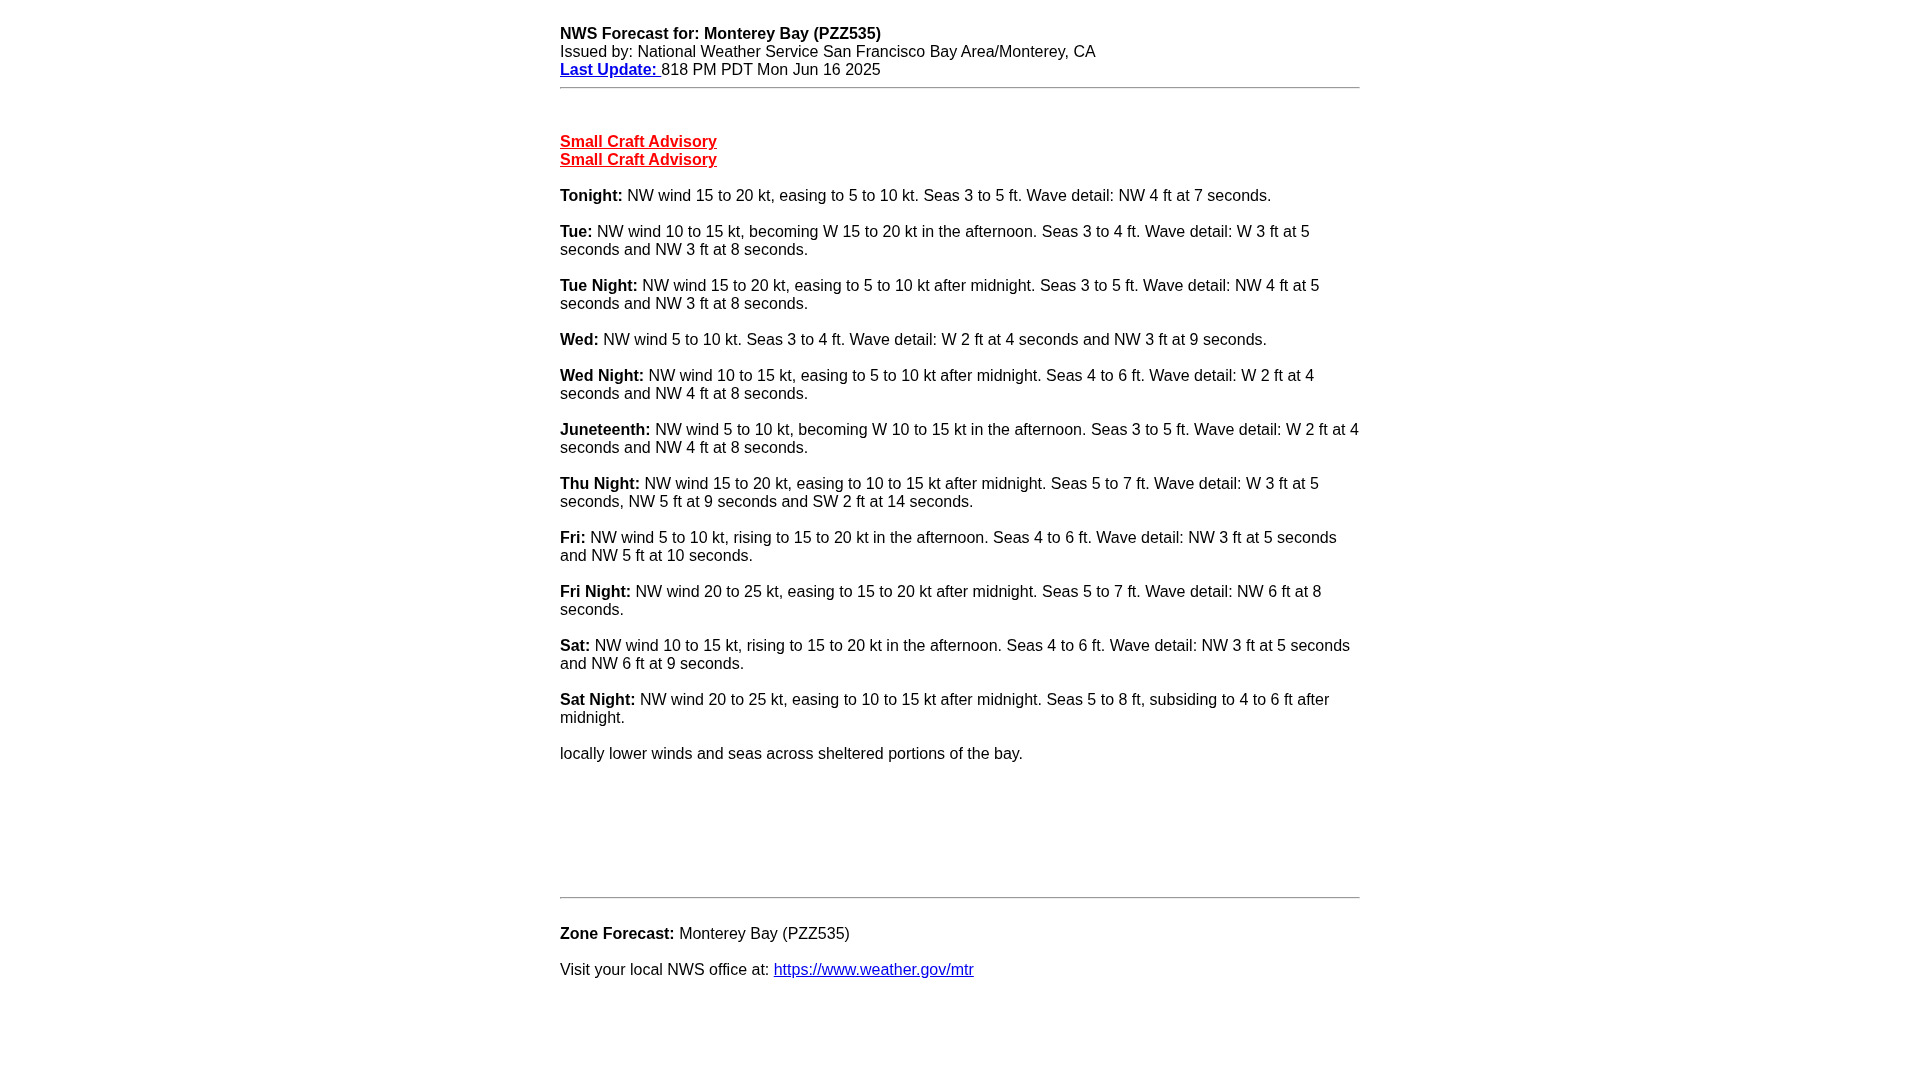 NWS Forecast for: Monterey Bay (PZZ535)
Issued by: National Weather Service San Francisco Bay Area/Monterey, CA
Last Update: 818 PM PDT Mon Jun 16 2025
Small Craft Advisory
Small Craft Advisory
Tonight: NW wind 15 to 20 kt, easing to 5 to 10 kt. Seas 3 to 5 ft. Wave detail: NW 4 ft at 7 seconds.
Tue: NW wind 10 to 15 kt, becoming W 15 to 20 kt in the afternoon. Seas 3 to 4 ft. Wave detail: W 3 ft at 5
seconds and NW 3 ft at 8 seconds.
Tue Night: NW wind 15 to 20 kt, easing to 5 to 10 kt after midnight. Seas 3 to 5 ft. Wave detail: NW 4 ft at 5
seconds and NW 3 ft at 8 seconds.
Wed: NW wind 5 to 10 kt. Seas 3 to 4 ft. Wave detail: W 2 ft at 4 seconds and NW 3 ft at 9 seconds.
Wed Night: NW wind 10 to 15 kt, easing to 5 to 10 kt after midnight. Seas 4 to 6 ft. Wave detail: W 2 ft at 4
seconds and NW 4 ft at 8 seconds.
Juneteenth: NW wind 5 to 10 kt, becoming W 10 to 15 kt in the afternoon. Seas 3 to 5 ft. Wave detail: W 2 ft at 4
seconds and NW 4 ft at 8 seconds.
Thu Night: NW wind 15 to 20 kt, easing to 10 to 15 kt after midnight. Seas 5 to 7 ft. Wave detail: W 3 ft at 5
seconds, NW 5 ft at 9 seconds and SW 2 ft at 14 seconds.
Fri: NW wind 5 to 10 kt, rising to 15 to 20 kt in the afternoon. Seas 4 to 6 ft. Wave detail: NW 3 ft at 5 seconds
and NW 5 ft at 10 seconds.
Fri Night: NW wind 20 to 25 kt, easing to 15 to 20 kt after midnight. Seas 5 to 7 ft. Wave detail: NW 6 ft at 8
seconds.
Sat: NW wind 10 to 15 kt, rising to 15 to 20 kt in the afternoon. Seas 4 to 6 ft. Wave detail: NW 3 ft at 5 seconds
and NW 6 ft at 9 seconds.
Sat Night: NW wind 20 to 25 kt, easing to 10 to 15 kt after midnight. Seas 5 to 8 ft, subsiding to 4 to 6 ft after
midnight.
locally lower winds and seas across sheltered portions of the bay.
Zone Forecast: Monterey Bay (PZZ535)
Visit your local NWS office at: https://www.weather.gov/mtr